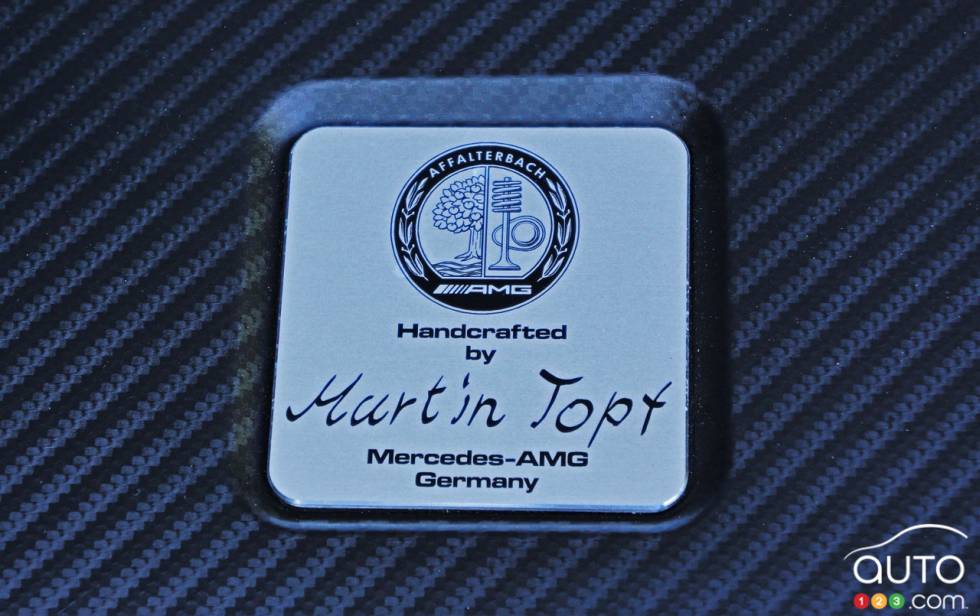 AFFALTERBACH
AMG
Handcrafted
by
Martin Topf
Mercedes-AMG
Germany
AUTO
123.com